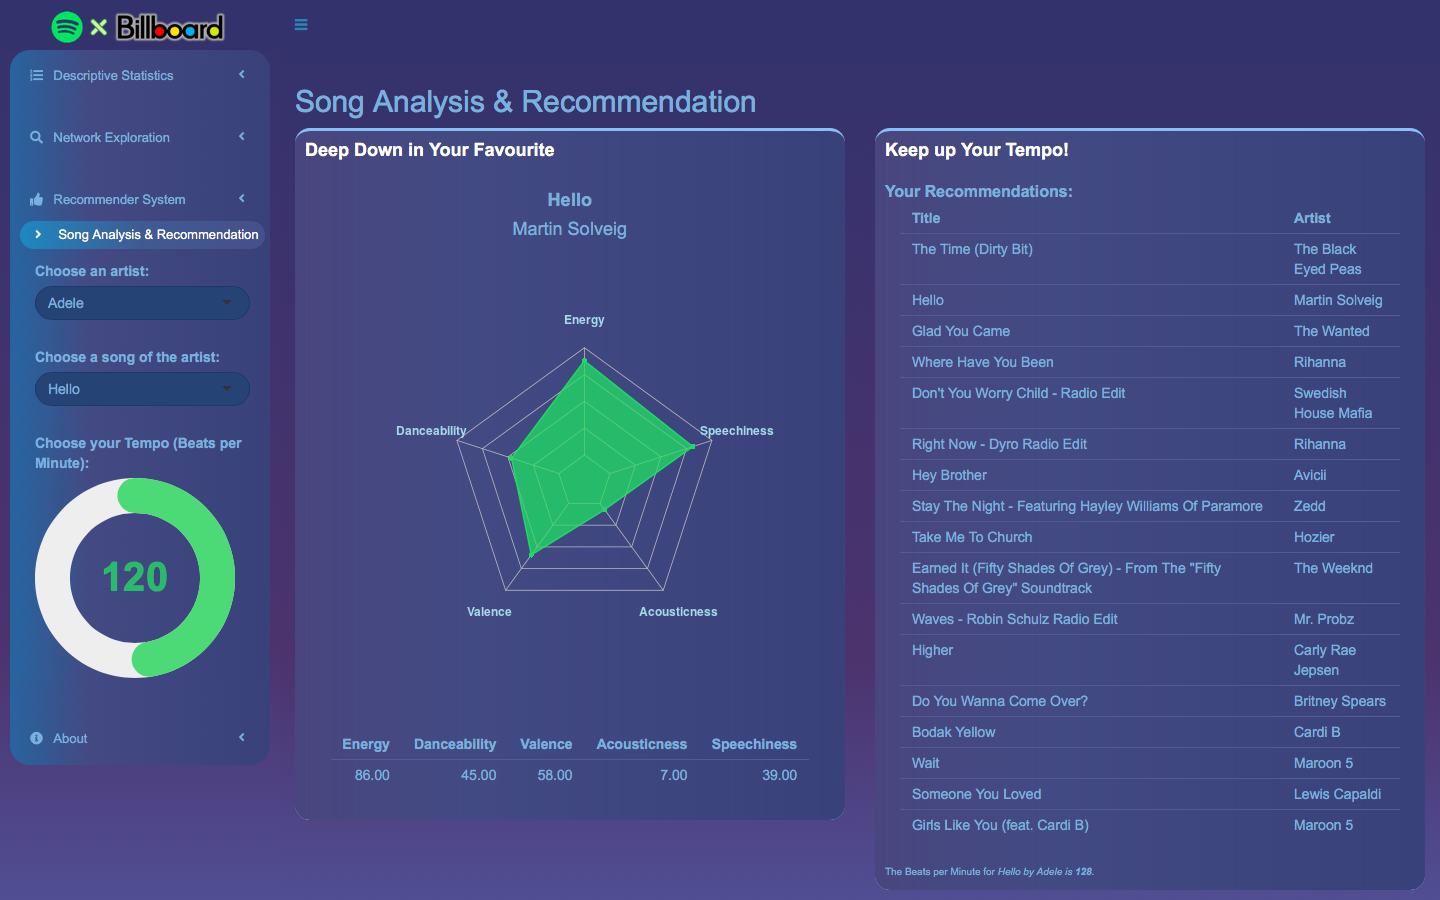 Billboard
Descriptive Statistics
Network Exploration
Recommender System
Song Analysis & Recommendation
Choose an artist:
Adele
Choose a song of the artist:
Hello
Choose your Tempo (Beats per
Minute):
120
About
Song Analysis & Recommendation
Deep Down in Your Favourite
Hello
Martin Solveig
Energy
Danceability
Speechiness
Valence
Acousticness
Energy Danceability Valence Acousticness Speechiness
86.00 45.00 58.00 7.00 39.00
Keep up Your Tempo!
Your Recommendations:
Title Artist
The Time (Dirty Bit) The Black
Eyed Peas
Hello Martin Solveig
Glad You Came The Wanted
Where Have You Been Rihanna
Don't You Worry Child - Radio Edit Swedish
House Mafia
Right Now - Dyro Radio Edit Rihanna
Hey Brother Avicii
Stay The Night - Featuring Hayley Williams Of Paramore Zedd
Take Me To Church Hozier
Earned It (Fifty Shades Of Grey) - From The "Fifty The Weeknd
Shades Of Grey" Soundtrack
Waves - Robin Schulz Radio Edit Mr. Probz
Higher Carly Rae
Jepsen
Do You Wanna Come Over? Britney Spears
Bodak Yellow Cardi B
Wait Maroon 5
Someone You Loved Lewis Capaldi
Girls Like You (feat. Cardi B) Maroon 5
The Beats per Minute for Hello by Adele is 128.